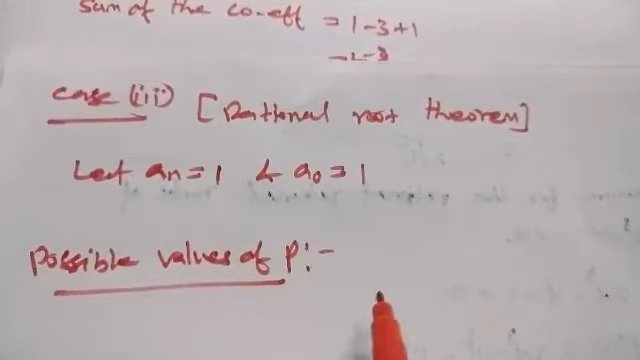 sum of the co-eff = 1-3+1
case (iii) [Rational root theorem]
Let an=1 & a0=1
Possible values of P:-